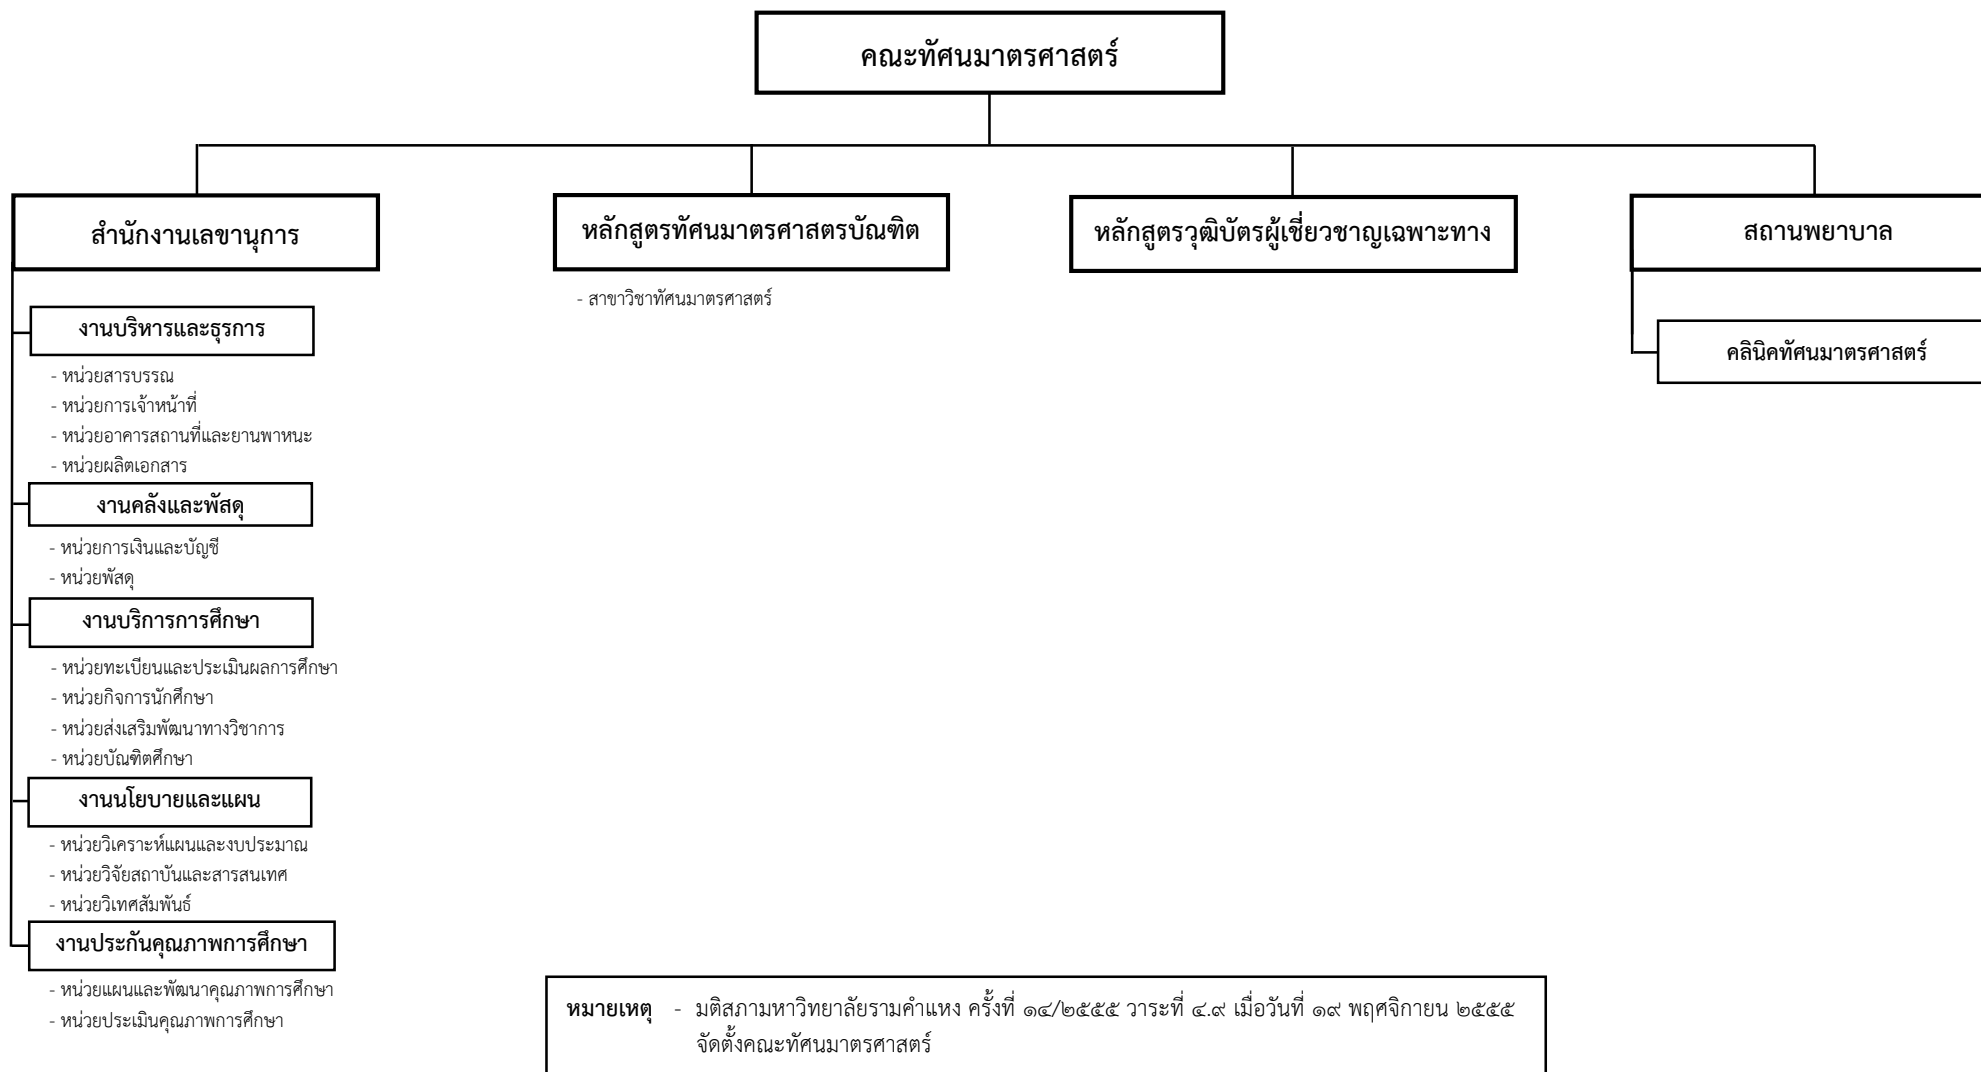 คณะทัศนมาตรศาสตร์
สำนักงานเลขานุการ
หลักสูตรทัศนมาตรศาสตรบัณฑิต
หลักสูตรวุฒิบัตรผู้เชี่ยวชาญเฉพาะทาง
สถานพยาบาล
- สาขาวิชาทัศนมาตรศาสตร์
คลินิคทัศนมาตรศาสตร์
งานบริหารและธุรการ
- หน่วยสารบรรณ
- หน่วยการเจ้าหน้าที่
- หน่วยอาคารสถานที่และยานพาหนะ
- หน่วยผลิตเอกสาร
งานคลังและพัสดุ
- หน่วยการเงินและบัญชี
- หน่วยพัสดุ
งานบริการการศึกษา
- หน่วยทะเบียนและประเมินผลการศึกษา
- หน่วยกิจการนักศึกษา
- หน่วยส่งเสริมพัฒนาทางวิชาการ
- หน่วยบัณฑิตศึกษา
งานนโยบายและแผน
- หน่วยวิเคราะห์แผนและงบประมาณ
- หน่วยวิจัยสถาบันและสารสนเทศ
- หน่วยวิเทศสัมพันธ์
งานประกันคุณภาพการศึกษา
- หน่วยแผนและพัฒนาคุณภาพการศึกษา
- หน่วยประเมินคุณภาพการศึกษา
หมายเหตุ - มติสภามหาวิทยาลัยรามคำแหง ครั้งที่ ๑๔/๒๕๕๕ วาระที่ ๔.๙ เมื่อวันที่ ๑๙ พฤศจิกายน ๒๕๕๕
จัดตั้งคณะทัศนมาตรศาสตร์